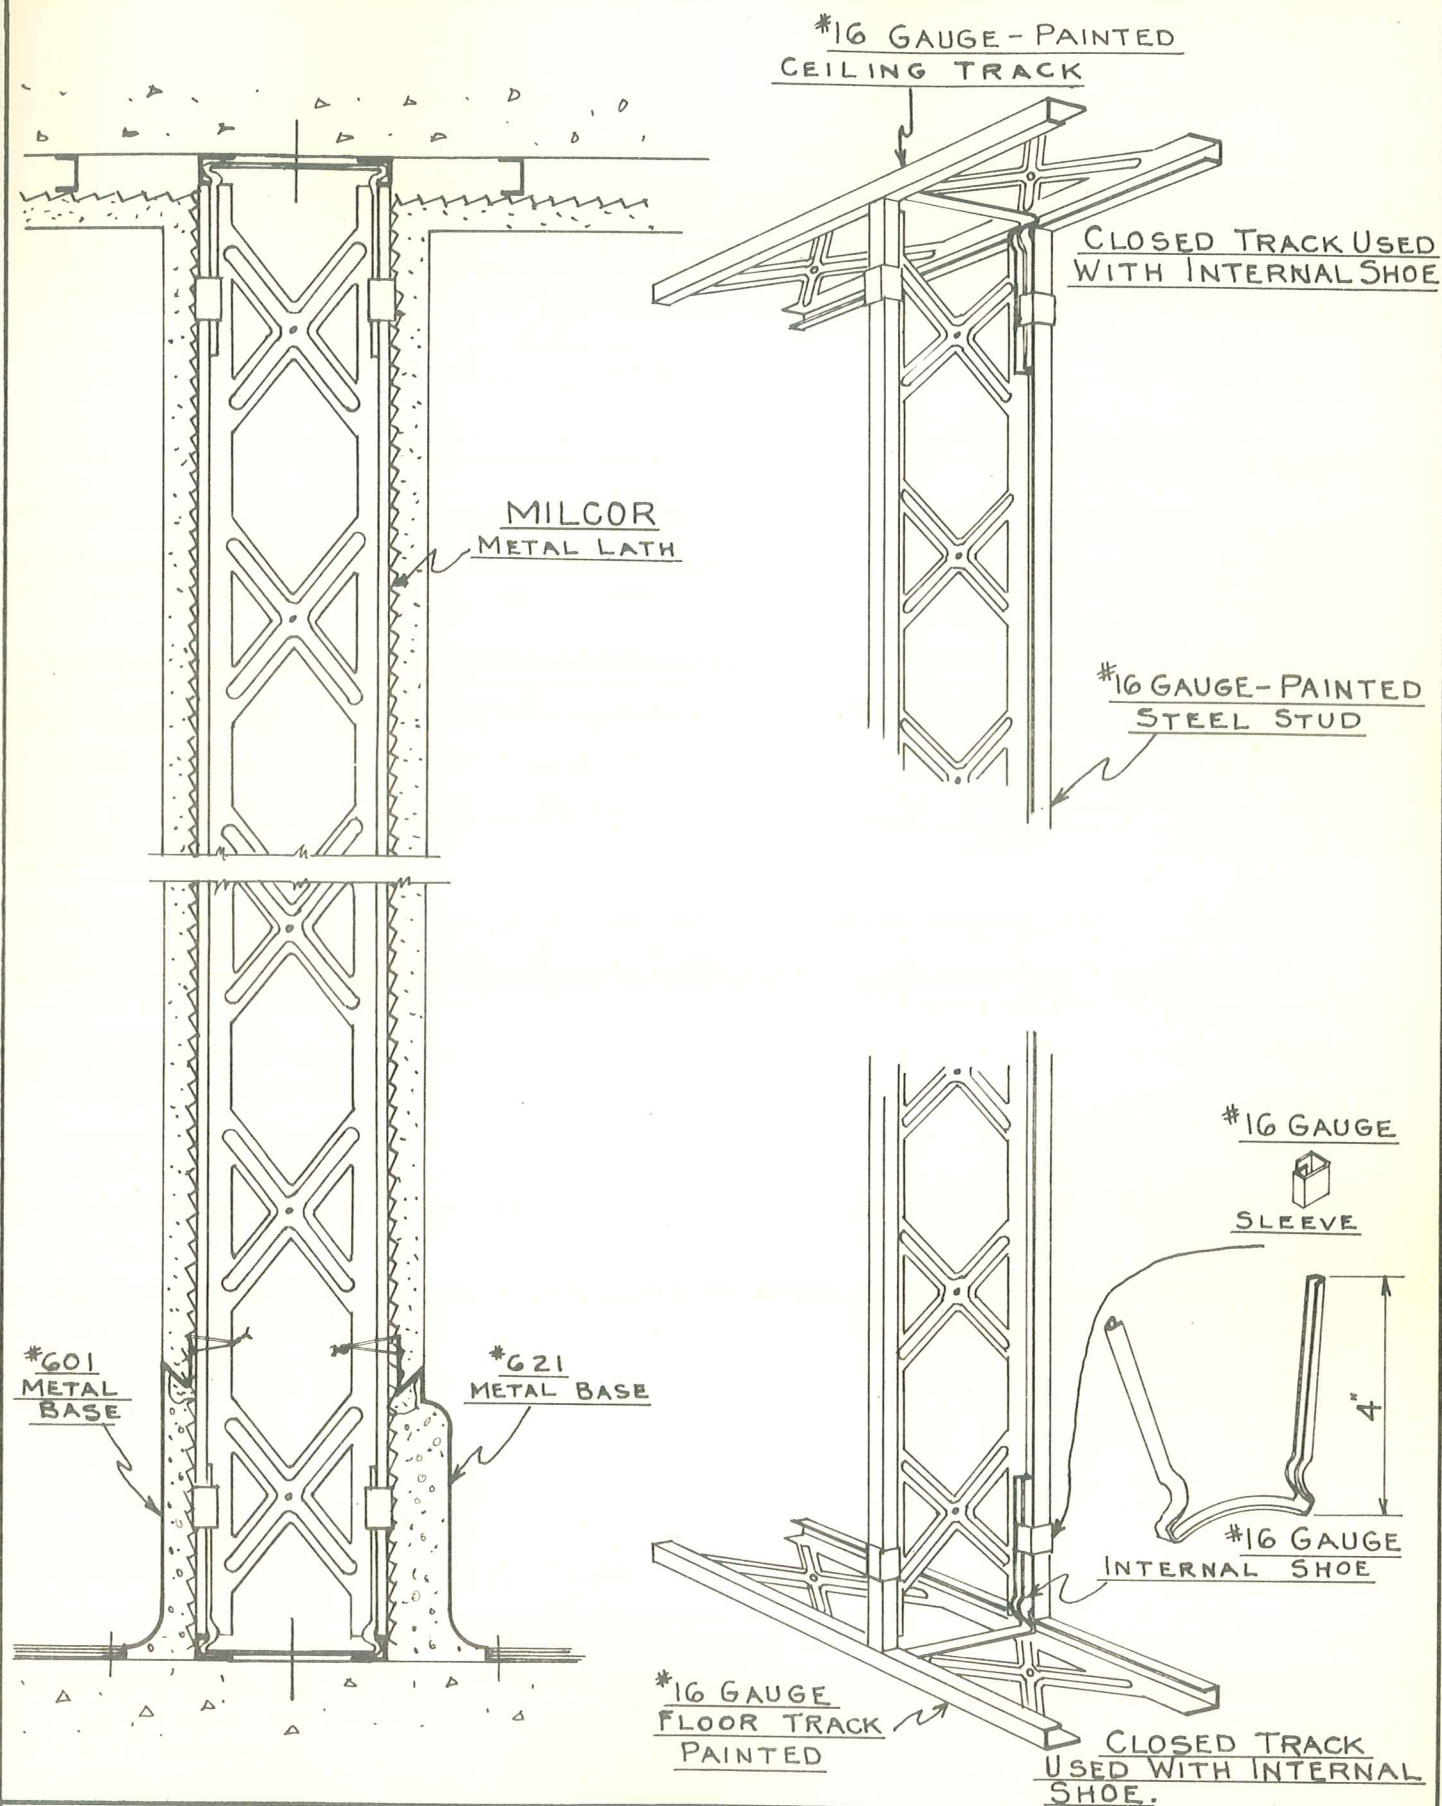 #16 GAUGE - PAINTED
CEILING TRACK
CLOSED TRACK USED
WITH INTERNAL SHOE
MILCOR
METAL LATH
#16 GAUGE - PAINTED
STEEL STUD
#16 GAUGE
SLEEVE
#601
METAL
BASE
#621
METAL BASE
4"
#16 GAUGE
INTERNAL SHOE
#16 GAUGE
FLOOR TRACK
PAINTED
CLOSED TRACK
USED WITH INTERNAL
SHOE.